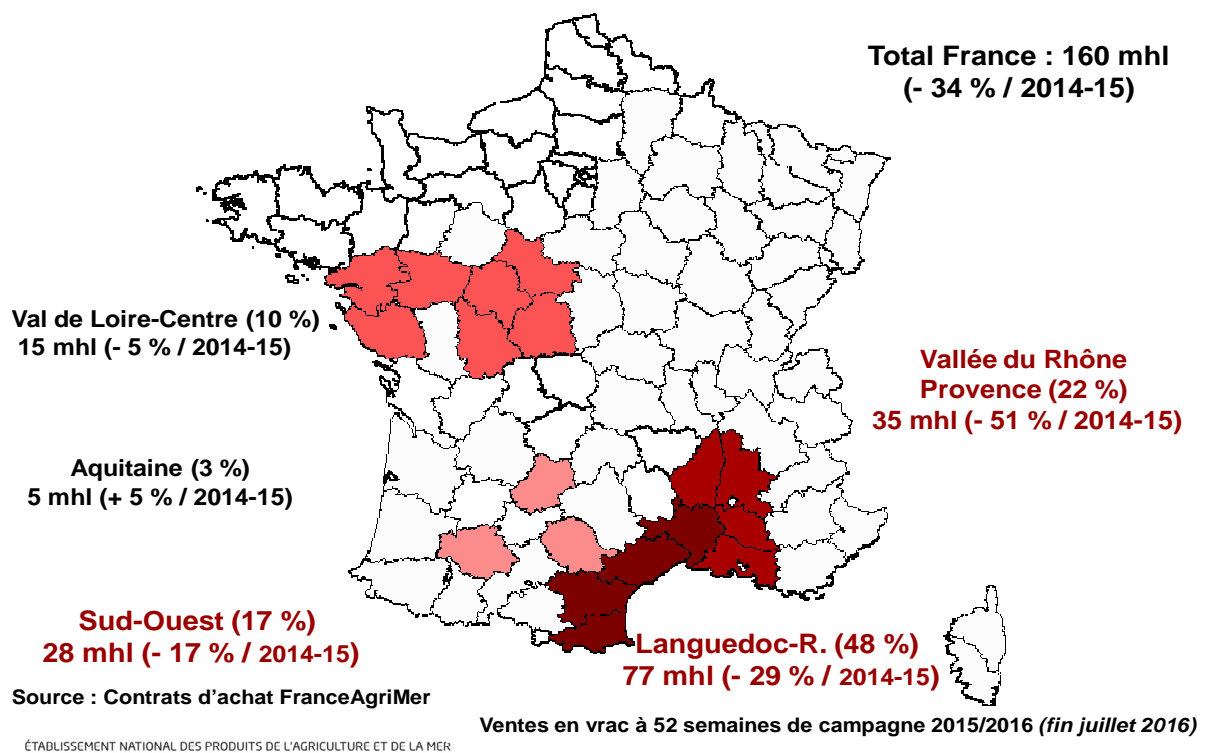 Total France : 160 mhl
(- 34 % / 2014-15)
Val de Loire-Centre (10 %)
15 mhl (- 5 % / 2014-15)
Vallée du Rhône
Provence (22 %)
35 mhl (- 51 % / 2014-15)
Aquitaine (3 %)
5 mhl (+ 5 % / 2014-15)
Sud-Ouest (17 %)
28 mhl (- 17 % / 2014-15)
Languedoc-R. (48 %)
77 mhl (- 29 % / 2014-15)
Source : Contrats d'achat FranceAgriMer
Ventes en vrac à 52 semaines de campagne 2015/2016 (fin juillet 2016)
ÉTABLISSEMENT NATIONAL DES PRODUITS DE L'AGRICULTURE ET DE LA MER